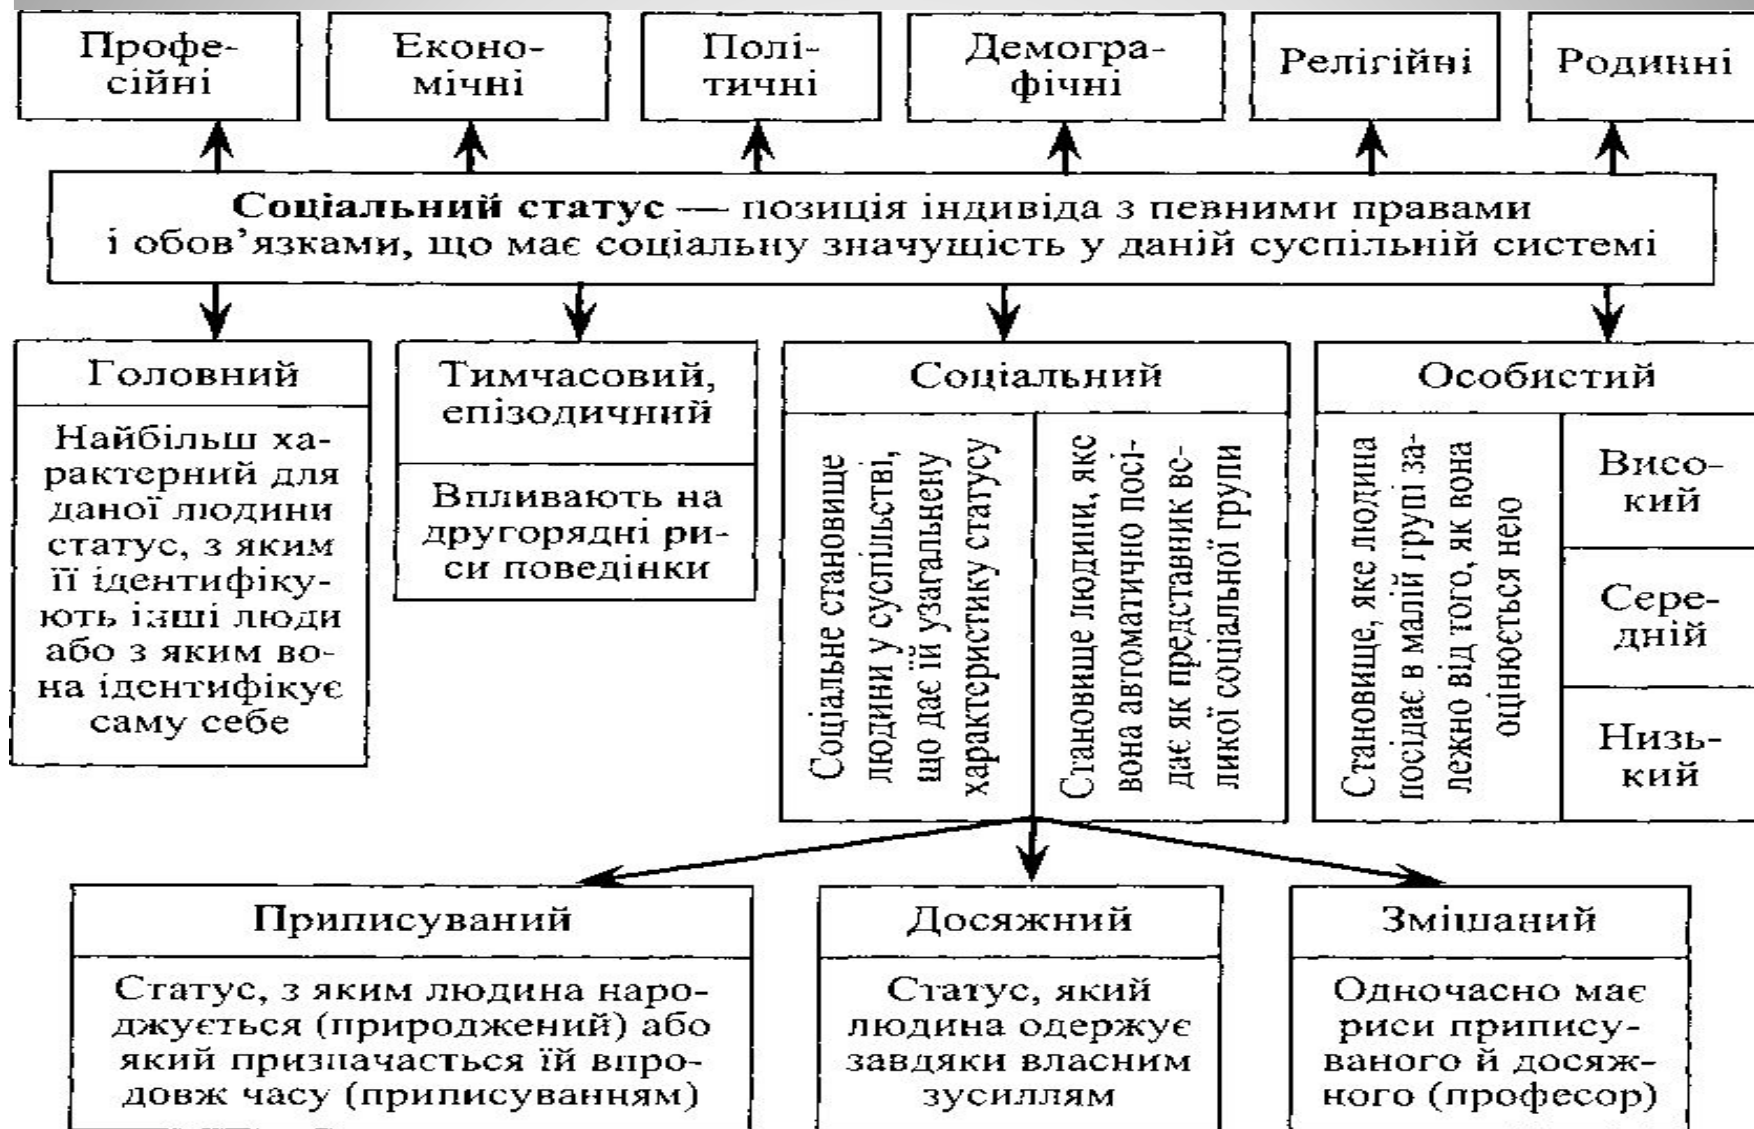 Профе-
сійні
Еконо-
мічні
Полі-
тичні
Демогра-
фічні
Релігійні
Родинні
Соціальний статус — позиція індивіда з певними правами
і обов’язками, що має соціальну значущість у даній суспільній системі
Головний
Найбільш ха-
рактерний для
даної людини
статус, з яким
її ідентифіку-
ють інші люди
або з яким во-
на ідентифікує
саму себе
Тимчасовий,
епізодичний
Впливають на
другорядні ри-
си поведінки
Соціальний
Соціальне становище
людини у суспільстві,
що дає їй узагальнену
характеристику статусу
Становище людини, яке
вона автоматично посі-
дає як представник ве-
ликої соціальної групи
Особистий
Становище, яке людина
посідає в малій групі за-
лежно від того, як вона
оцінюється нею
Висо-
кий
Сере-
дній
Низь-
кий
Приписуваний
Статус, з яким людина наро-
джується (природжений) або
який призначається їй впро-
довж часу (приписуванням)
Досяжний
Статус, який
людина одержує
завдяки власним
зусиллям
Змішаний
Одночасно має
риси припису-
ваного й досяж-
ного (професор)